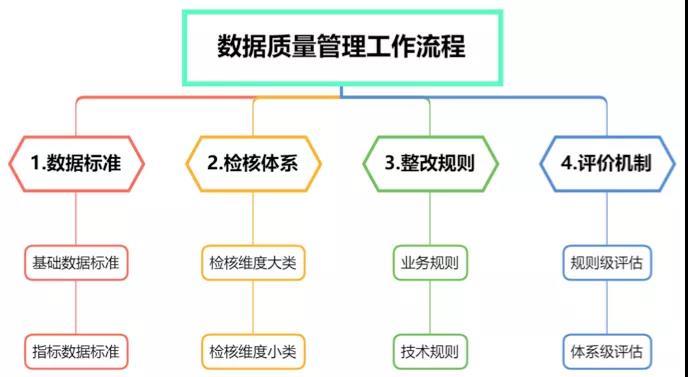 数据质量管理工作流程
1.数据标准
2.检核体系
3.整改规则
4.评价机制
基础数据标准
检核维度大类
业务规则
规则级评估
指标数据标准
检核维度小类
技术规则
体系级评估